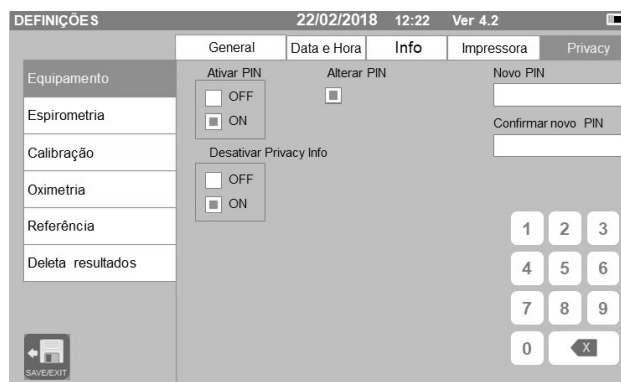 DEFINIÇÕES 22/02/2018 12:22 Ver 4.2
General Data e Hora Info Impressora Privacy
Equipamento
Espirometria
Calibração
Oximetria
Referência
Deleta resultados
SAVE/EXIT
Ativar PIN
OFF
ON
Alterar PIN
Desativar Privacy Info
OFF
ON
Novo PIN
Confirmar novo PIN
1 2 3
4 5 6
7 8 9
0 X